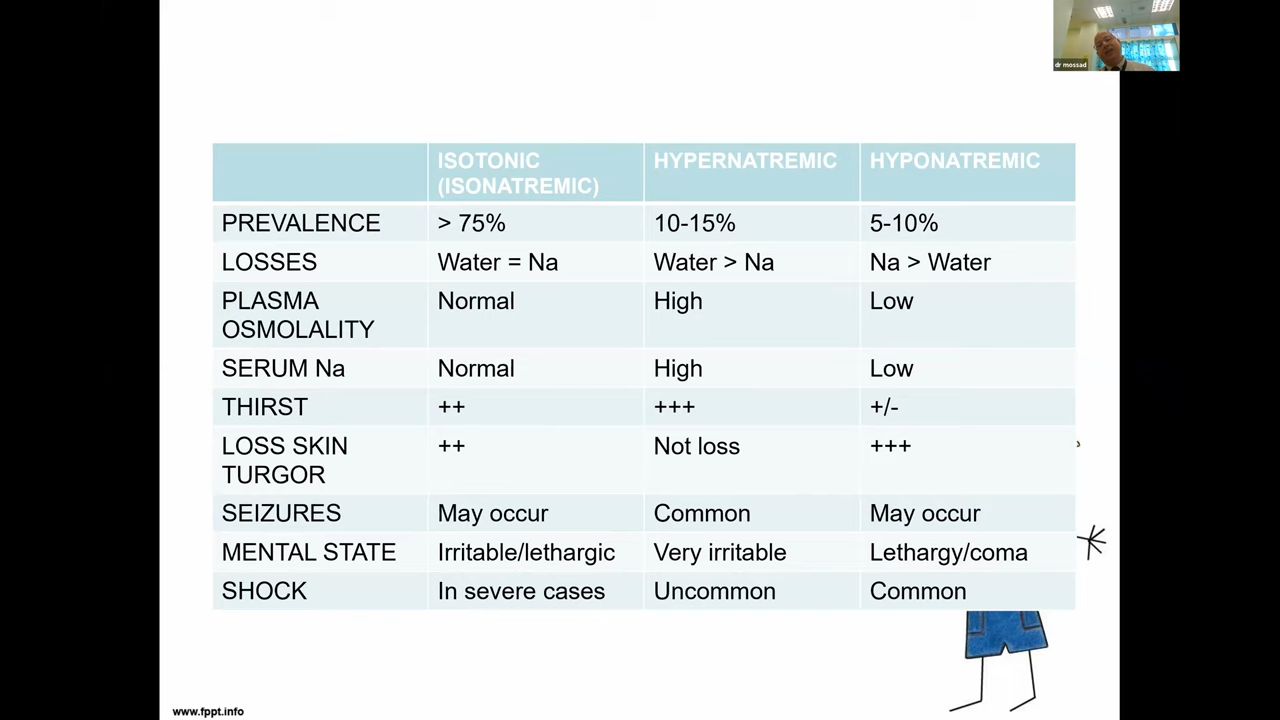 dr mossad
ISOTONIC HYPERNATREMIC HYPONATREMIC
(ISONATREMIC)
PREVALENCE > 75% 10-15% 5-10%
LOSSES Water = Na Water > Na Na > Water
PLASMA Normal High Low
OSMOLALITY
SERUM Na Normal High Low
THIRST ++ +++ +/-
LOSS SKIN ++ Not loss +++
TURGOR
SEIZURES May occur Common May occur
MENTAL STATE Irritable/lethargic Very irritable Lethargy/coma
SHOCK In severe cases Uncommon Common
www.fppt.info